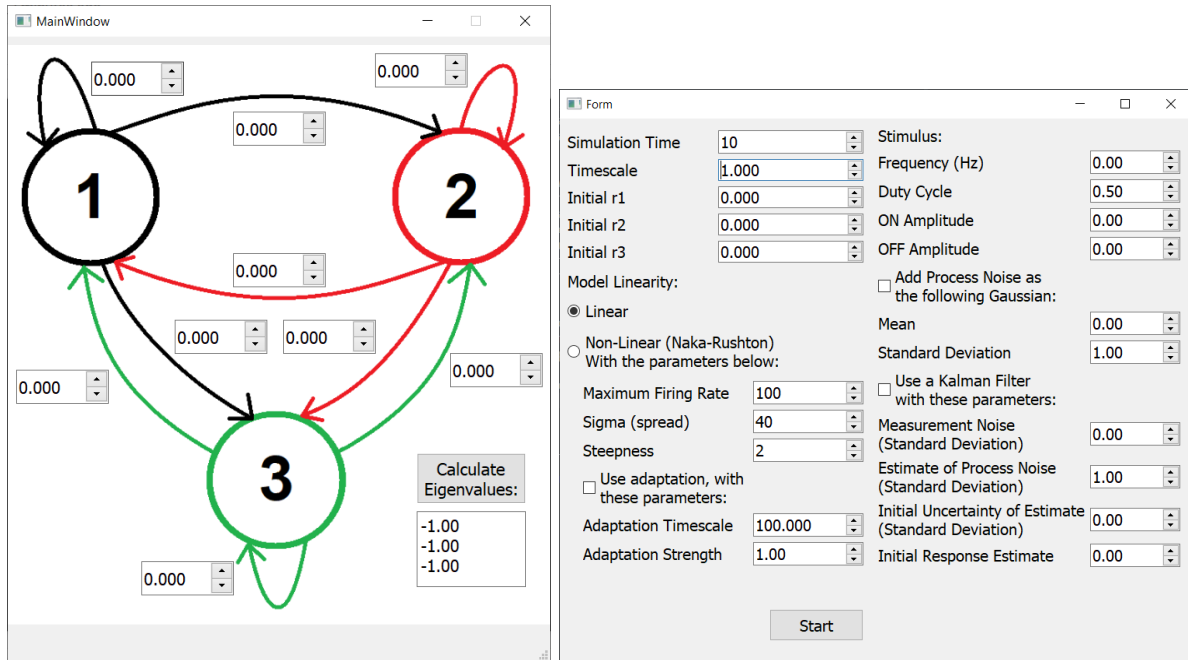 MainWindow
0.000
0.000
0.000
1
2
0.000
0.000
0.000
0.000
0.000
3
Calculate
Eigenvalues:
-1.00
-1.00
-1.00
0.000
Form
Simulation Time 10
Timescale 1.000
Initial r1 0.000
Initial r2 0.000
Initial r3 0.000
Model Linearity:
Linear
Non-Linear (Naka-Rushton)
With the parameters below:
Maximum Firing Rate 100
Sigma (spread) 40
Steepness 2
Use adaptation, with
these parameters:
Adaptation Timescale 100.000
Adaptation Strength 1.00
Stimulus:
Frequency (Hz) 0.00
Duty Cycle 0.50
ON Amplitude 0.00
OFF Amplitude 0.00
Add Process Noise as
the following Gaussian:
Mean 0.00
Standard Deviation 1.00
Use a Kalman Filter
with these parameters:
Measurement Noise
(Standard Deviation) 0.00
Estimate of Process Noise
(Standard Deviation) 1.00
Initial Uncertainty of Estimate
(Standard Deviation) 0.00
Initial Response Estimate 0.00
Start